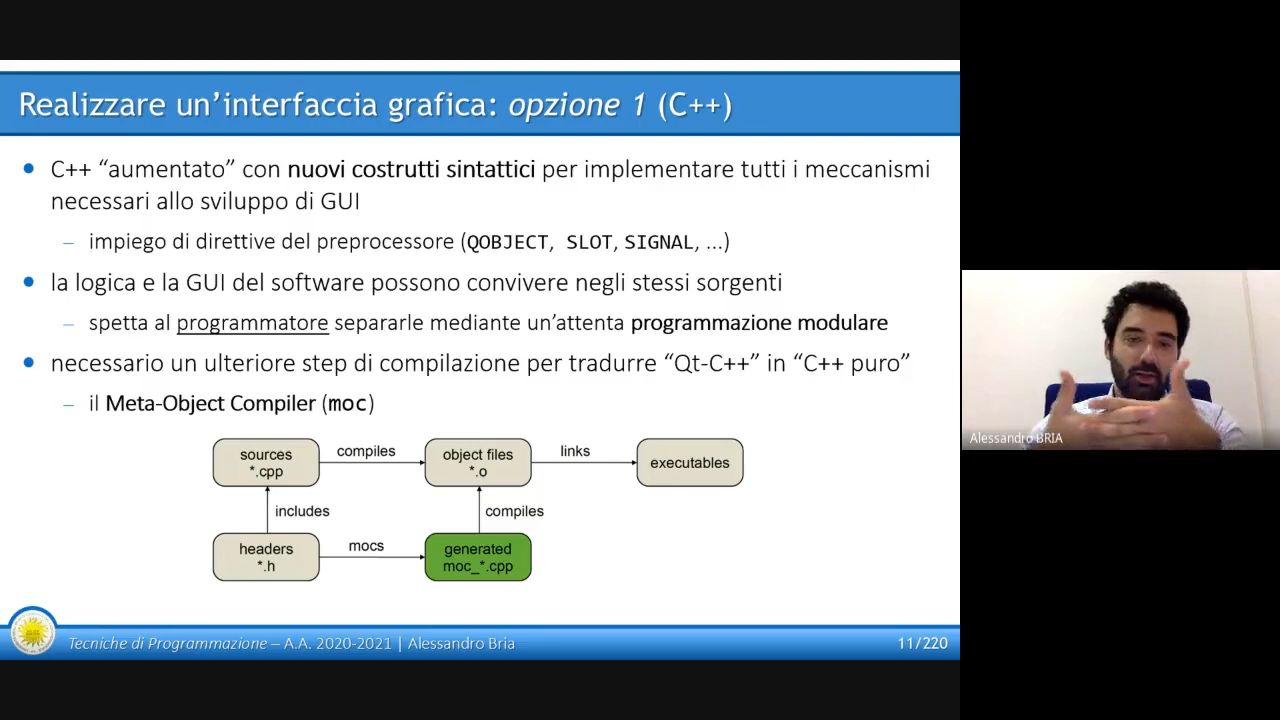 Realizzare un’interfaccia grafica: opzione 1 (C++)
• C++ “aumentato” con nuovi costrutti sintattici per implementare tutti i meccanismi
necessari allo sviluppo di GUI
– impiego di direttive del preprocessore (QOBJECT, SLOT, SIGNAL, ...)
• la logica e la GUI del software possono convivere negli stessi sorgenti
– spetta al programmatore separarle mediante un’attenta programmazione modulare
• necessario un ulteriore step di compilazione per tradurre “Qt-C++” in “C++ puro”
– il Meta-Object Compiler (moc)
sources
*.cpp
compiles
object files
*.o
links
executables
includes
compiles
headers
*.h
mocs
generated
moc_*.cpp
Tecniche di Programmazione – A.A. 2020-2021 | Alessandro Bria
11/220
Alessandro BRIA